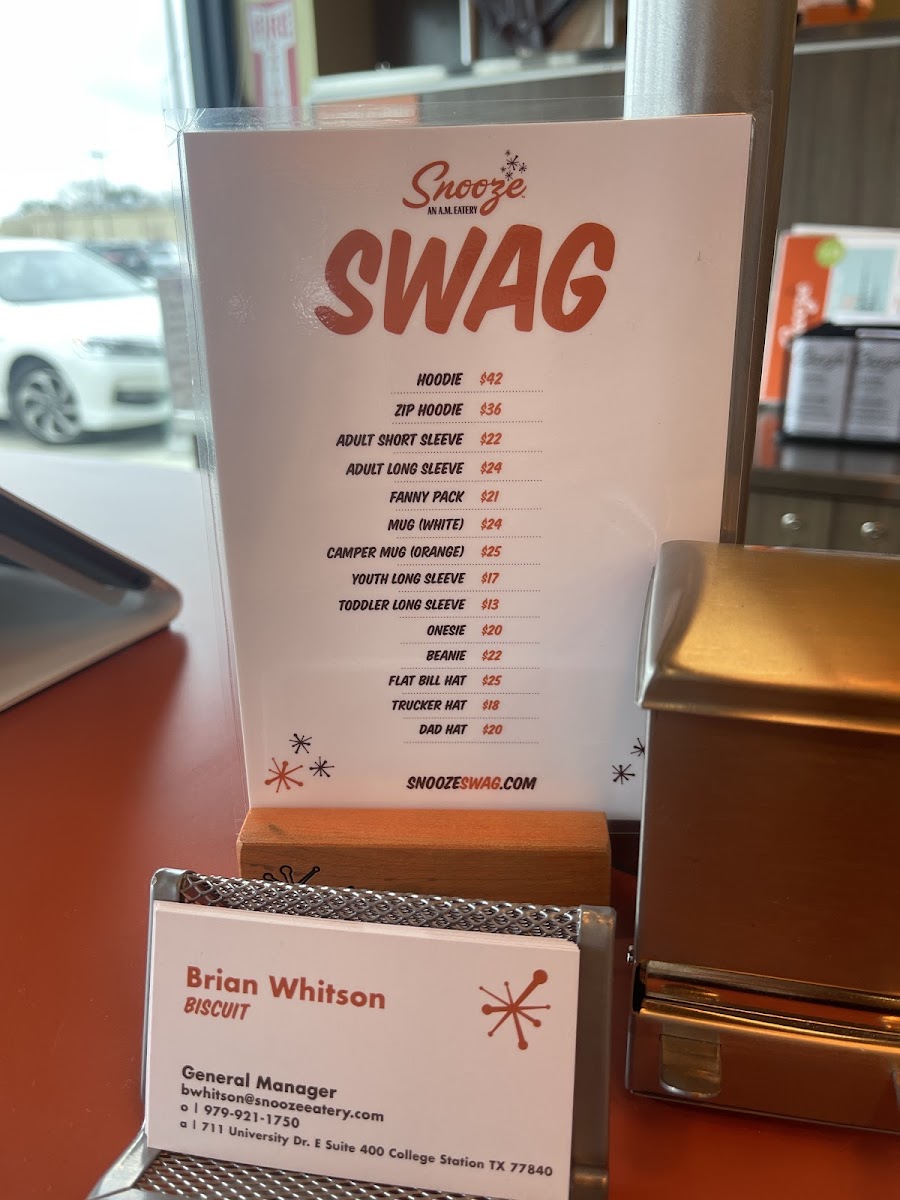 FIRE
Snooze
AN A.M. EATERY
SWAG
HOODIE $42
ZIP HOODIE $36
ADULT SHORT SLEEVE $22
ADULT LONG SLEEVE $24
FANNY PACK $21
MUG (WHITE) $24
CAMPER MUG (ORANGE) $25
YOUTH LONG SLEEVE $17
TODDLER LONG SLEEVE $13
ONESIE $20
BEANIE $22
FLAT BILL HAT $25
TRUCKER HAT $18
DAD HAT $20
SNOOZESWAG.COM
Brian Whitson
BISCUIT
General Manager
bwhitson@snoozeeatery.com
o | 979-921-1750
a | 711 University Dr. E Suite 400 College Station TX 77840